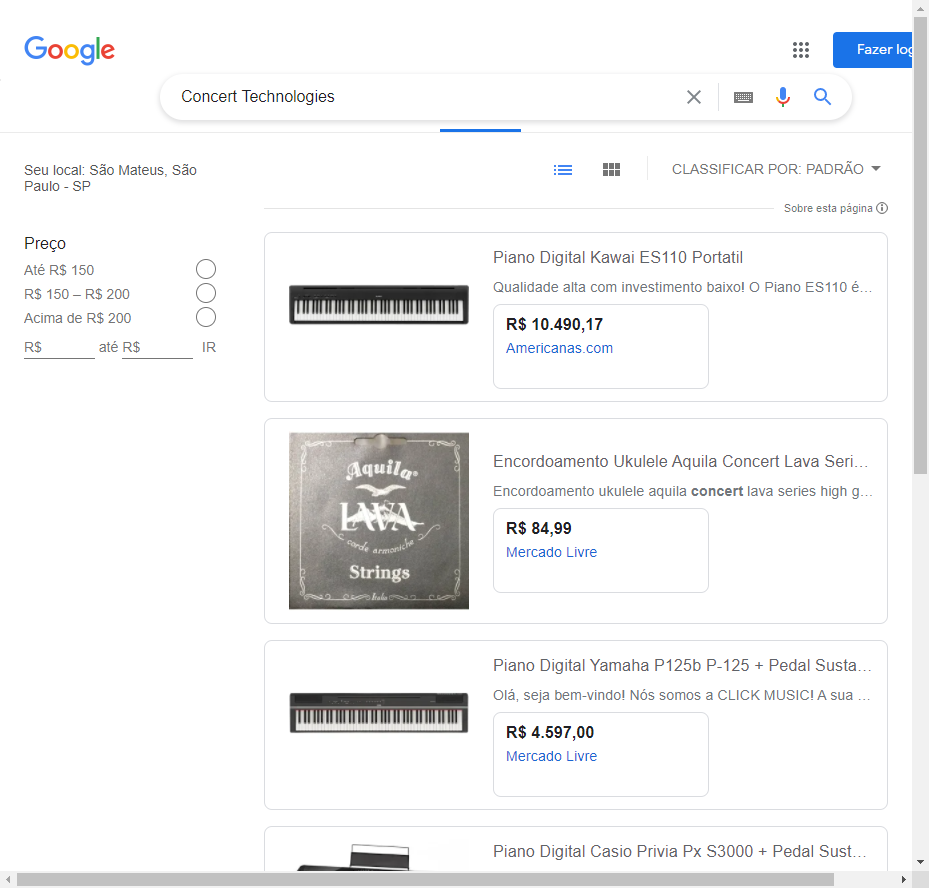 Google
Fazer log
Concert Technologies
Seu local: São Mateus, São
Paulo - SP
CLASSIFICAR POR: PADRÃO
Sobre esta página
Preço
Até R$ 150
R$ 150 – R$ 200
Acima de R$ 200
R$ até R$ IR
Piano Digital Kawai ES110 Portatil
Qualidade alta com investimento baixo! O Piano ES110 é…
R$ 10.490,17
Americanas.com
Aquila
LAVA
corde armoniche
Strings
Italia
Encordoamento Ukulele Aquila Concert Lava Seri…
Encordoamento ukulele aquila concert lava series high g…
R$ 84,99
Mercado Livre
Piano Digital Yamaha P125b P-125 + Pedal Susta…
Olá, seja bem-vindo! Nós somos a CLICK MUSIC! A sua …
R$ 4.597,00
Mercado Livre
Piano Digital Casio Privia Px S3000 + Pedal Sust…